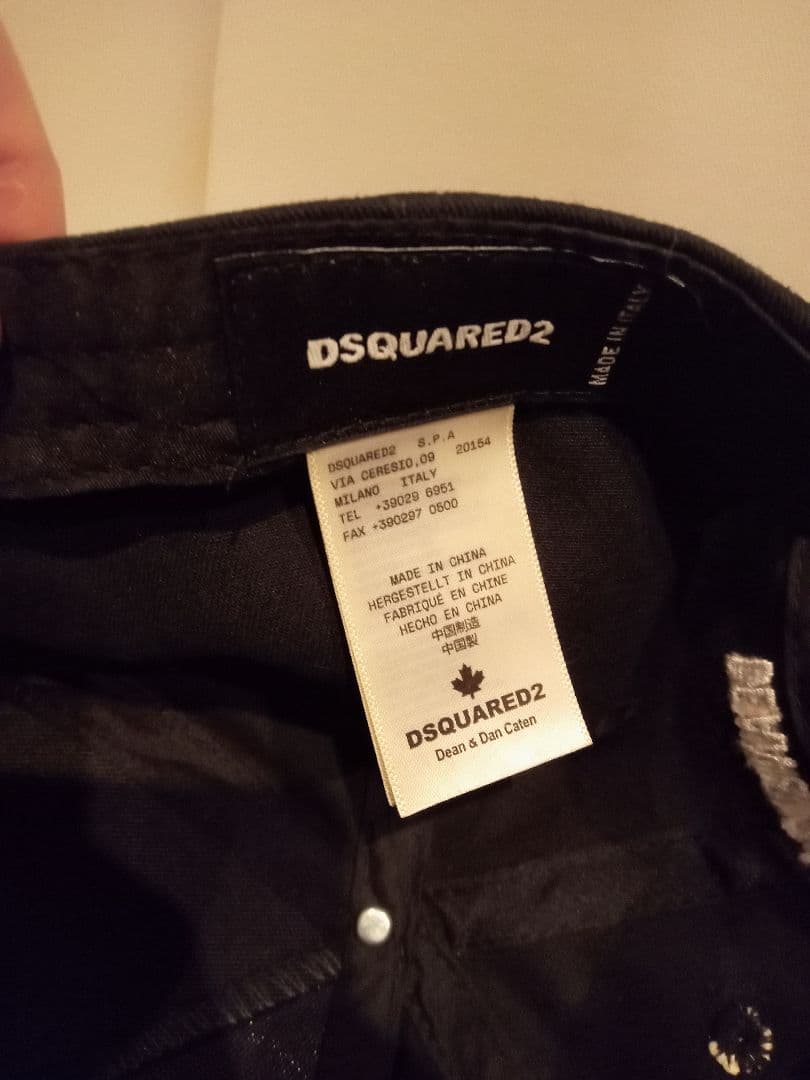 DSQUARED2
MADE IN ITALY
DSQUARED2 S.P.A
VIA CERESIO,09 20154
MILANO ITALY
TEL +39029 6951
FAX +390297 0500
MADE IN CHINA
HERGESTELLT IN CHINA
FABRIQUÉ EN CHINE
HECHO EN CHINA
中国制造
中国製
DSQUARED2
Dean & Dan Caten